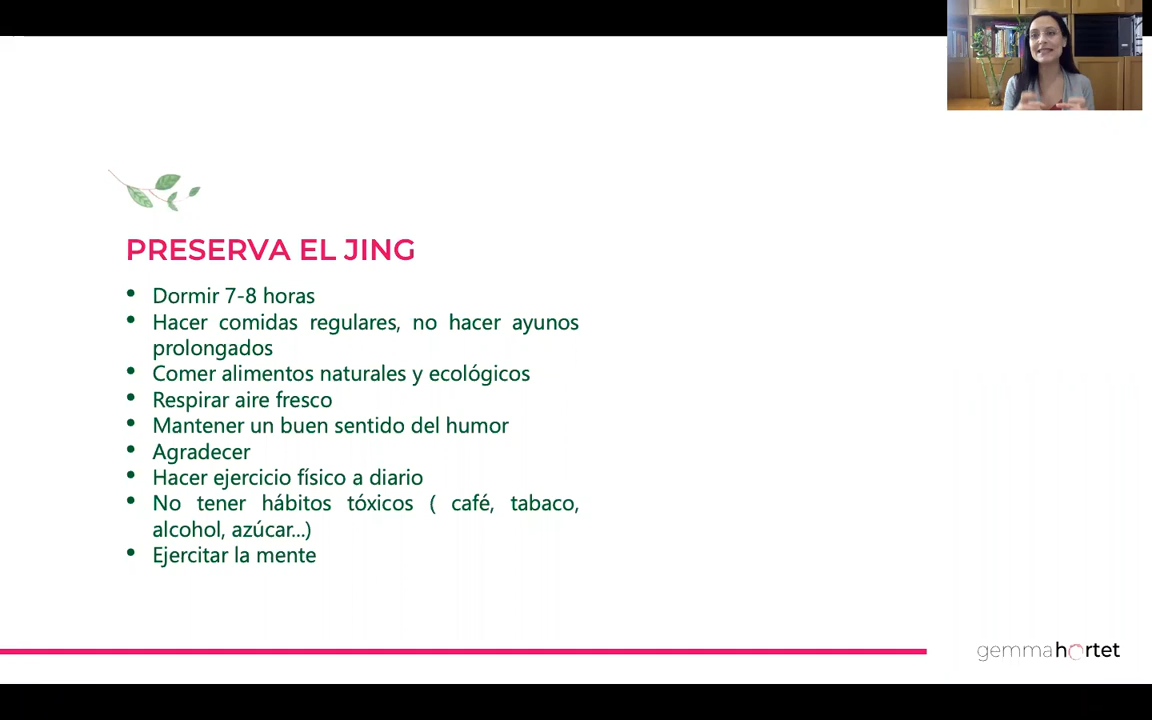 PRESERVA EL JING
• Dormir 7-8 horas
• Hacer comidas regulares, no hacer ayunos
prolongados
• Comer alimentos naturales y ecológicos
• Respirar aire fresco
• Mantener un buen sentido del humor
• Agradecer
• Hacer ejercicio físico a diario
• No tener hábitos tóxicos ( café, tabaco,
alcohol, azúcar...)
• Ejercitar la mente
gemmahortet